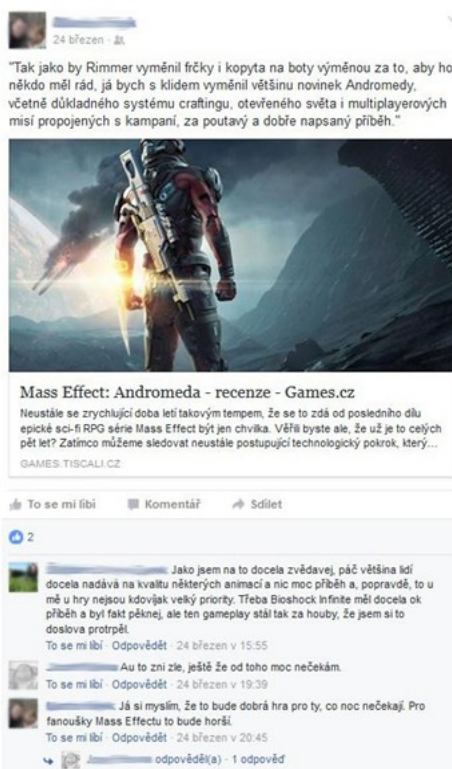 24 březen
"Tak jako by Rimmer vyměnil frčky i kopyta na boty výměnou za to, aby ho
někdo měl rád, já bych s klidem vyměnil většinu novinek Andromedy,
včetně důkladného systému craftingu, otevřeného světa i multiplayerových
misí propojených s kampaní, za poutavý a dobře napsaný příběh."
Mass Effect: Andromeda - recenze - Games.cz
Neustále se zrychlující doba letí takovým tempem, že se to zdá od posledního dílu
epické sci-fi RPG série Mass Effect být jen chvilka. Věřili byste ale, že už je to celých
pět let? Zatímco můžeme sledovat neustále postupující technologický pokrok, který...
GAMES.TISCALI.CZ
To se mi líbí Komentář Sdílet
2
Jako jsem na to docela zvědavej, páč většina lidí
docela nadává na kvalitu některých animací a nic moc příběh a, popravdě, to u
mě u hry nejsou kdovíjak velký priority. Třeba Bioshock Infinite měl docela ok
příběh a byl fakt pěknej, ale ten gameplay stál tak za houby, že jsem si to
doslova protrpěl.
To se mi líbí · Odpovědět · 24 březen v 15:55
Au to zni zle, ještě že od toho moc nečekám.
To se mi líbí · Odpovědět · 24 březen v 19:39
Já si myslím, že to bude dobrá hra pro ty, co noc nečekají. Pro
fanoušky Mass Effectu to bude horší.
To se mi líbí · Odpovědět · 24 březen v 20:45
odpověděl(a) · 1 odpověď